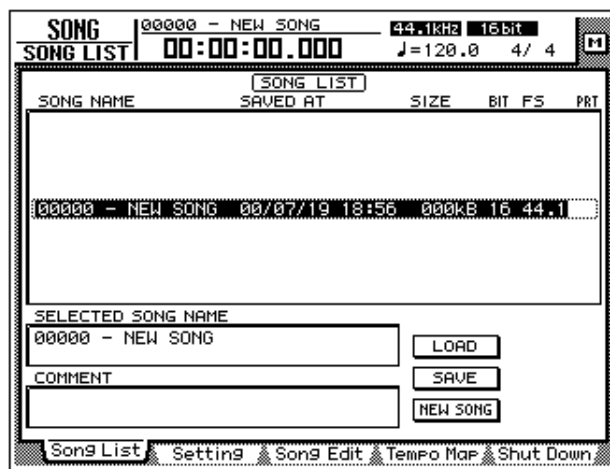 SONG 00000 - NEW SONG 44.1kHz 16bit
SONG LIST 00:00:00.000 ♩=120.0 4/ 4 M
SONG LIST
SONG NAME SAVED AT SIZE BIT FS PRT
00000 - NEW SONG 00/07/19 18:56 000kB 16 44.1
SELECTED SONG NAME
00000 - NEW SONG
LOAD
COMMENT
SAVE
NEW SONG
Song List Setting Song Edit Tempo Map Shut Down